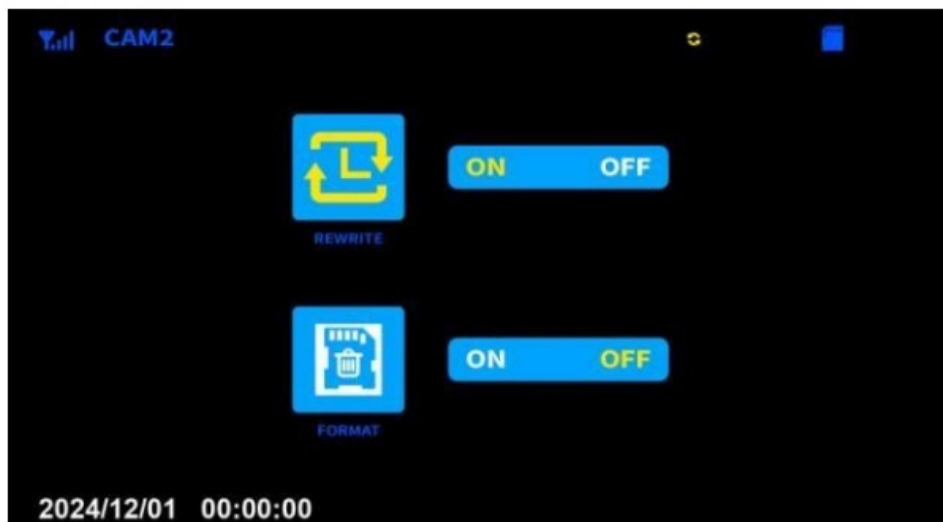 CAM2
ON OFF
REWRITE
ON OFF
FORMAT
2024/12/01 00:00:00